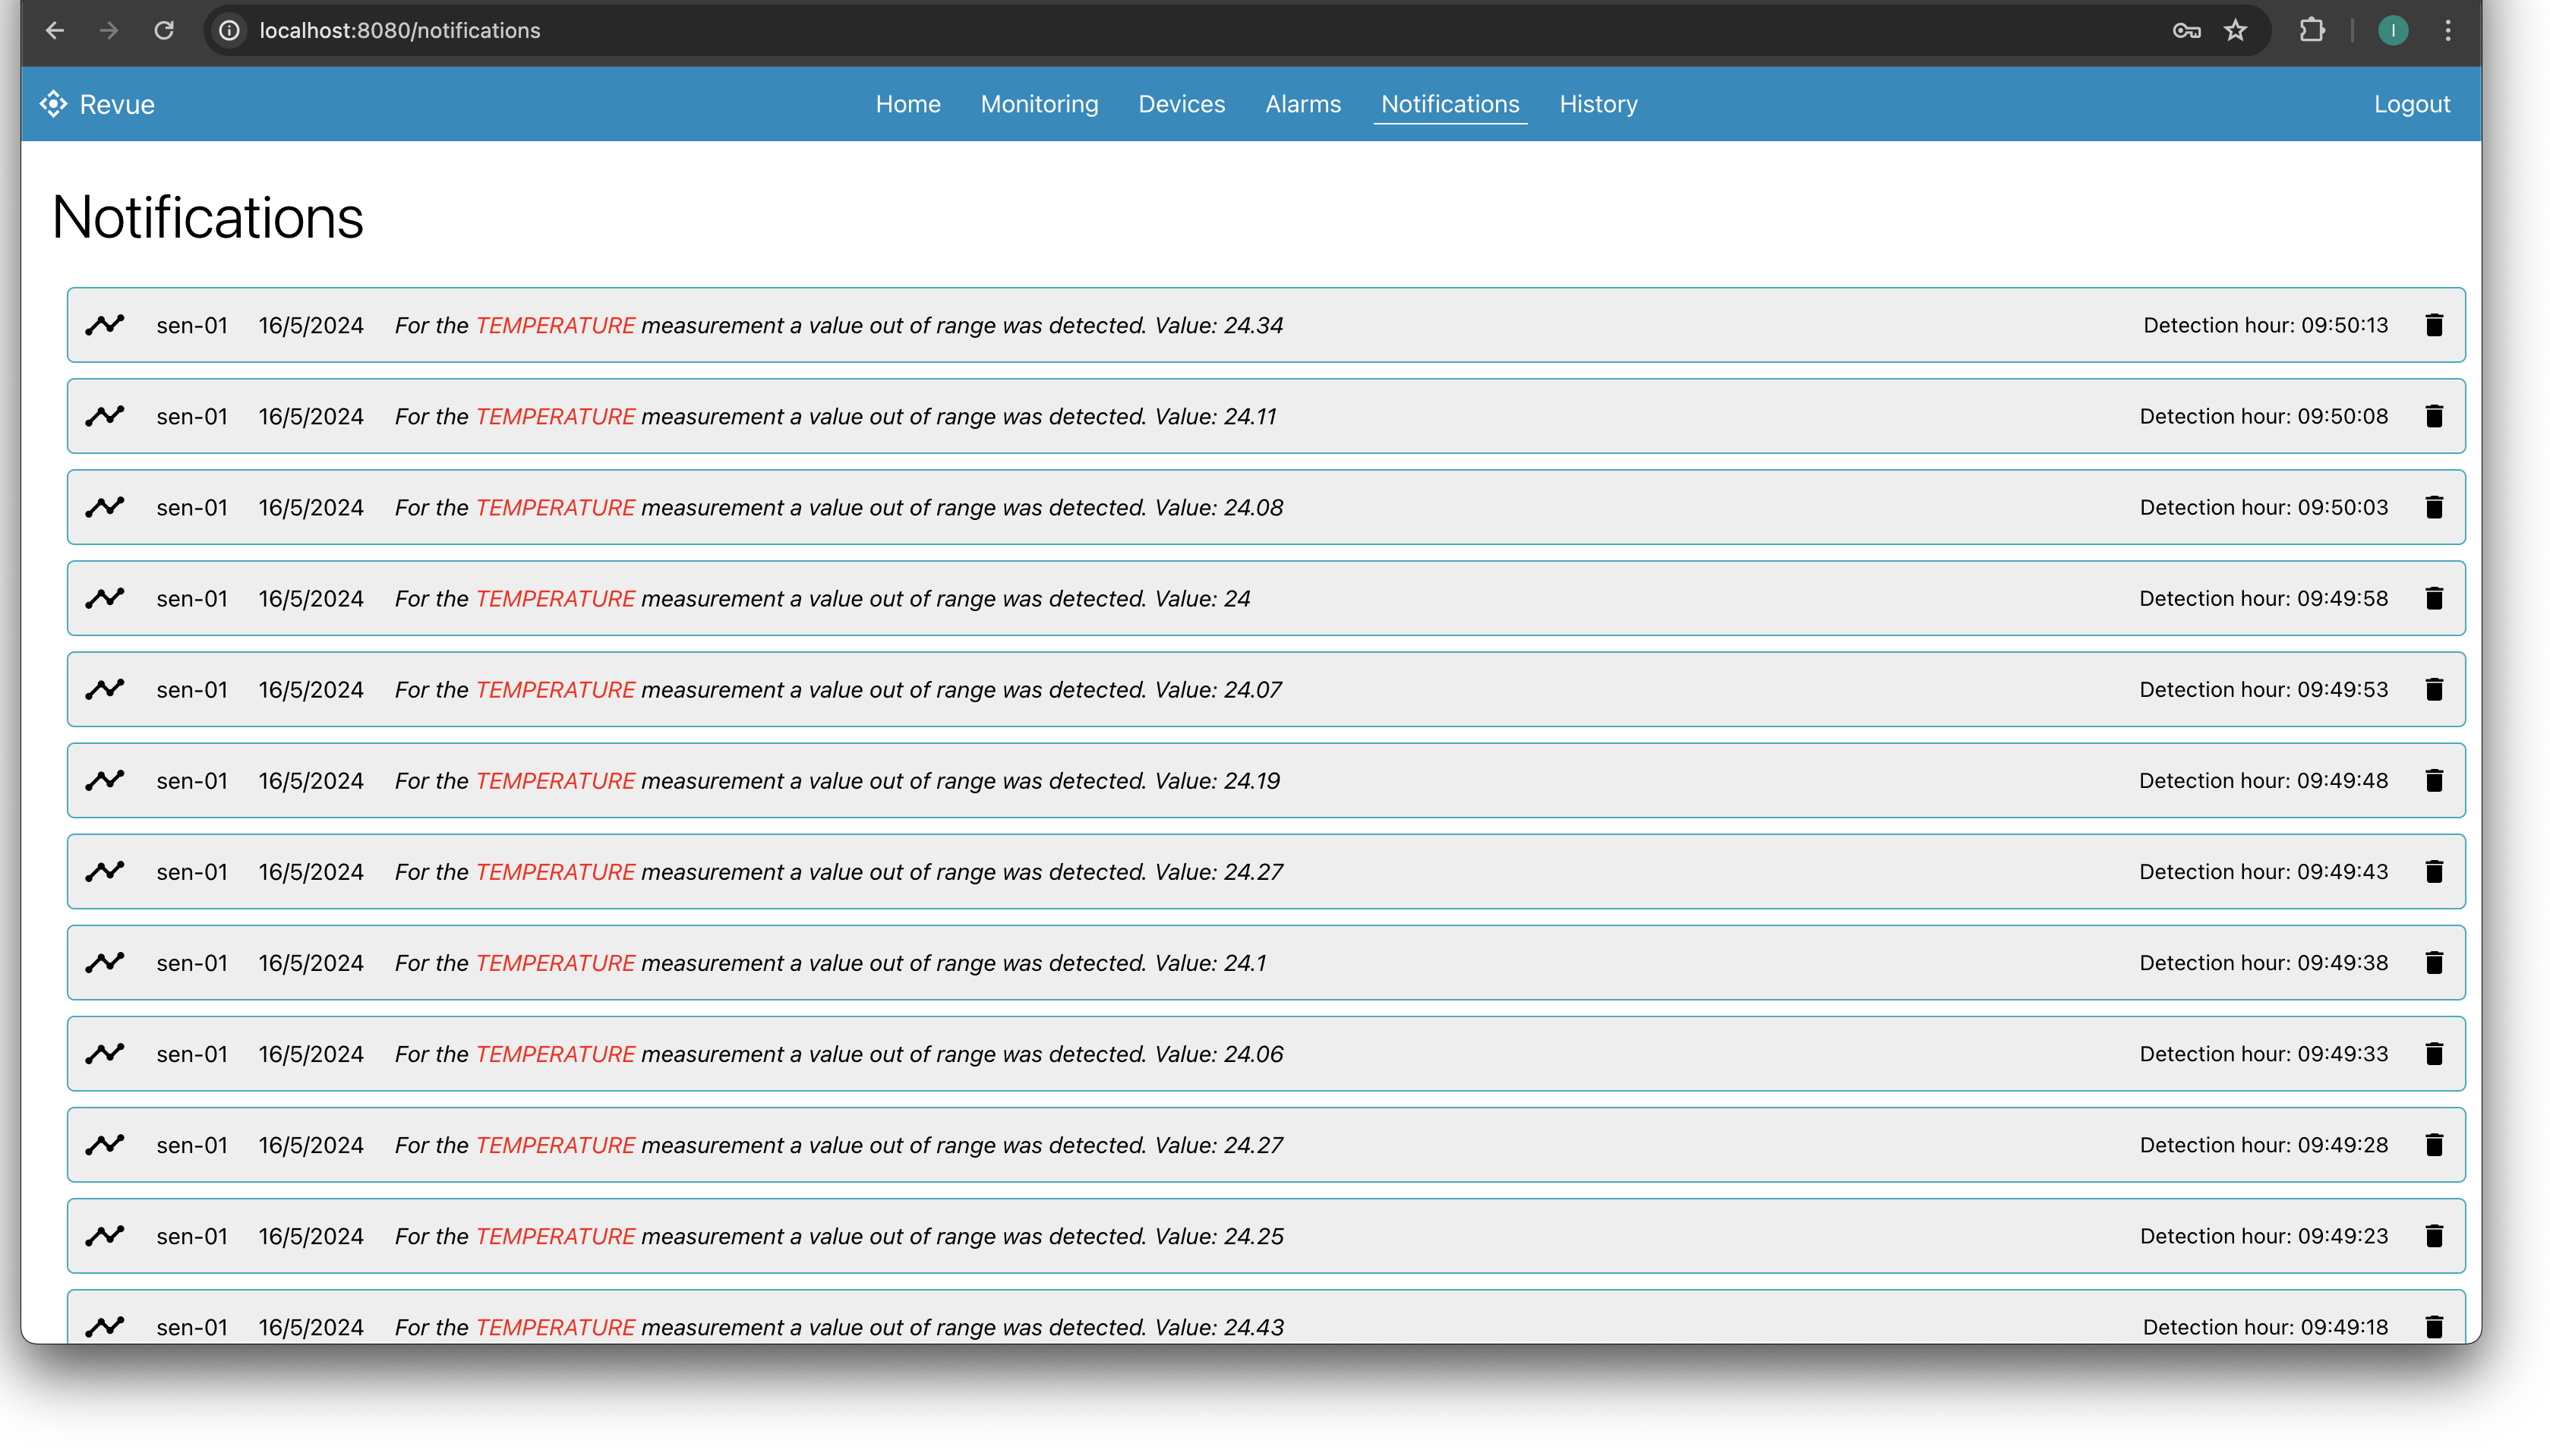 localhost:8080/notifications
I
Revue Home Monitoring Devices Alarms Notifications History Logout
Notifications
sen-01 16/5/2024 For the TEMPERATURE measurement a value out of range was detected. Value: 24.34 Detection hour: 09:50:13
sen-01 16/5/2024 For the TEMPERATURE measurement a value out of range was detected. Value: 24.11 Detection hour: 09:50:08
sen-01 16/5/2024 For the TEMPERATURE measurement a value out of range was detected. Value: 24.08 Detection hour: 09:50:03
sen-01 16/5/2024 For the TEMPERATURE measurement a value out of range was detected. Value: 24 Detection hour: 09:49:58
sen-01 16/5/2024 For the TEMPERATURE measurement a value out of range was detected. Value: 24.07 Detection hour: 09:49:53
sen-01 16/5/2024 For the TEMPERATURE measurement a value out of range was detected. Value: 24.19 Detection hour: 09:49:48
sen-01 16/5/2024 For the TEMPERATURE measurement a value out of range was detected. Value: 24.27 Detection hour: 09:49:43
sen-01 16/5/2024 For the TEMPERATURE measurement a value out of range was detected. Value: 24.1 Detection hour: 09:49:38
sen-01 16/5/2024 For the TEMPERATURE measurement a value out of range was detected. Value: 24.06 Detection hour: 09:49:33
sen-01 16/5/2024 For the TEMPERATURE measurement a value out of range was detected. Value: 24.27 Detection hour: 09:49:28
sen-01 16/5/2024 For the TEMPERATURE measurement a value out of range was detected. Value: 24.25 Detection hour: 09:49:23
sen-01 16/5/2024 For the TEMPERATURE measurement a value out of range was detected. Value: 24.43 Detection hour: 09:49:18